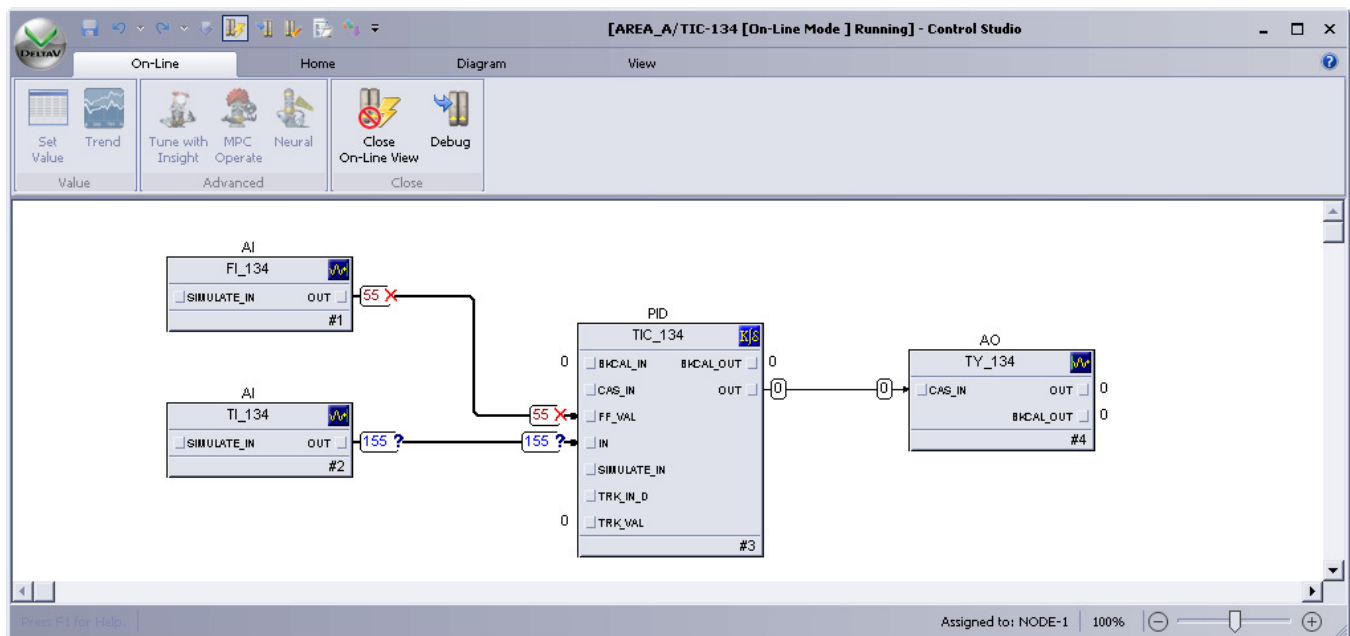 [AREA_A/TIC-134 [On-Line Mode ] Running] - Control Studio
DELTAV
On-Line Home Diagram View
Set Value
Trend
Tune with Insight
MPC Operate
Neural
Close On-Line View
Debug
Value Advanced Close
AI
FI_134
SIMULATE_IN OUT 55
#1
AI
TI_134
SIMULATE_IN OUT 155 ?
#2
PID
TIC_134
0 BKCAL_IN BKCAL_OUT 0
CAS_IN OUT 0
55 FF_VAL
155 ? IN
SIMULATE_IN
TRK_IN_D
0 TRK_VAL
#3
AO
TY_134
0 CAS_IN OUT 0
BKCAL_OUT 0
#4
Press F1 for Help. Assigned to: NODE-1 100%